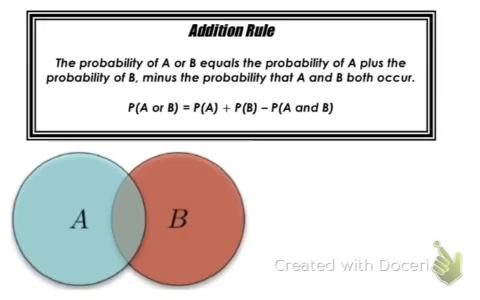 Addition Rule
The probability of A or B equals the probability of A plus the
probability of B, minus the probability that A and B both occur.
P(A or B) = P(A) + P(B) – P(A and B)
A B
Created with Doceri